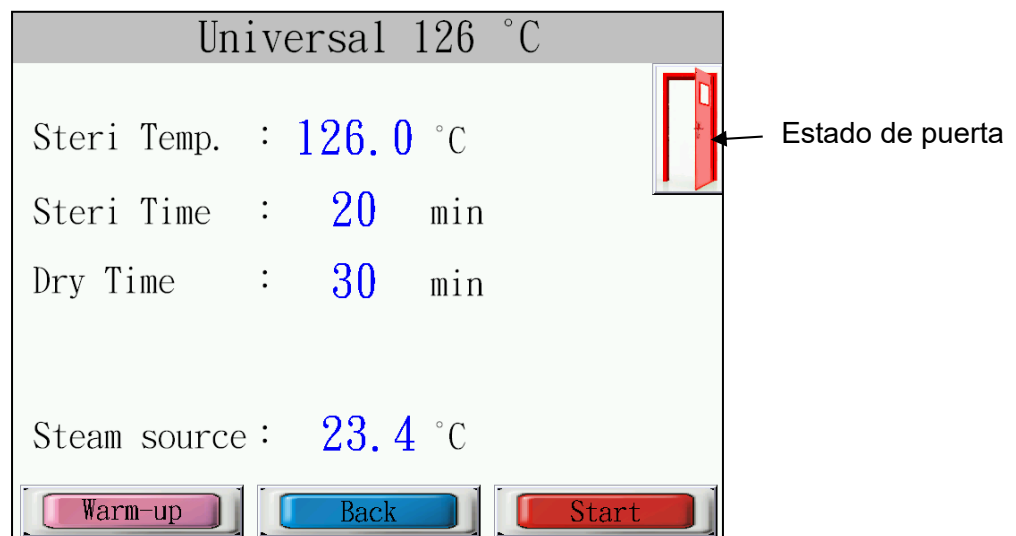 Universal 126 °C
Estado de puerta
Steri Temp. : 126.0 °C
Steri Time : 20 min
Dry Time : 30 min
Steam source : 23.4 °C
Warm-up Back Start